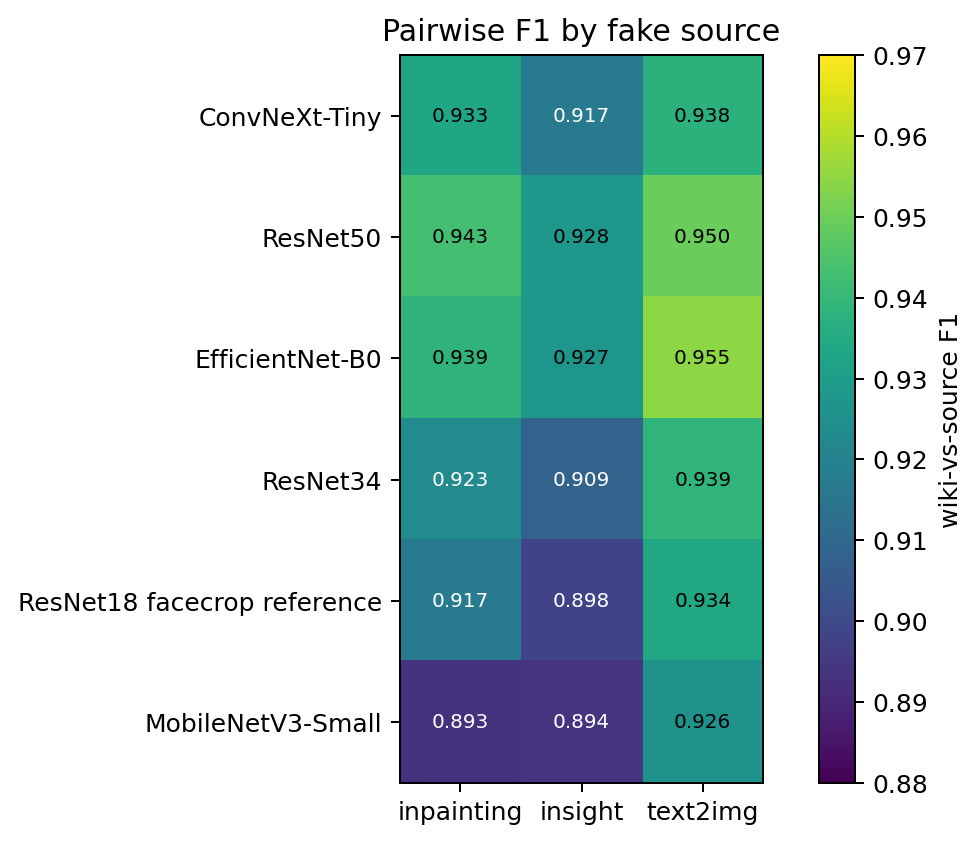 Pairwise F1 by fake source
ConvNeXt-Tiny 0.933 0.917 0.938
ResNet50 0.943 0.928 0.950
EfficientNet-B0 0.939 0.927 0.955
ResNet34 0.923 0.909 0.939
ResNet18 facecrop reference 0.917 0.898 0.934
MobileNetV3-Small 0.893 0.894 0.926
inpainting insight text2img
0.97
0.96
0.95
0.94
0.93
0.92
0.91
0.90
0.89
0.88
wiki-vs-source F1